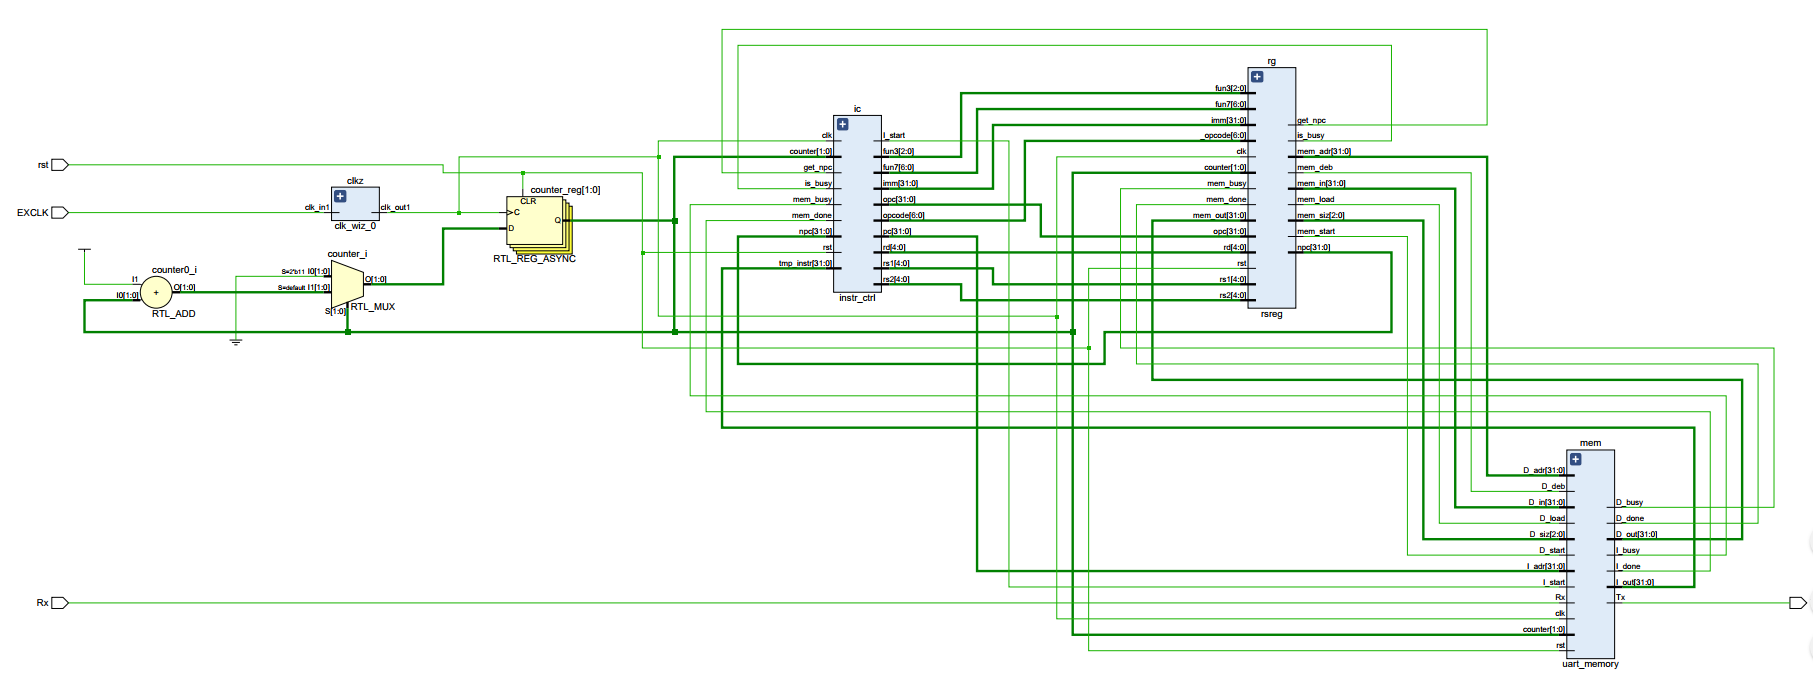 rst
EXCLK
clkz
clk_in1
clk_out1
clk_wiz_0
counter_reg[1:0]
CLR
C
D
Q
RTL_REG_ASYNC
counter_i
S=2'b11 I0[1:0]
S=default I1[1:0]
S[1:0]
O[1:0]
RTL_MUX
counter0_i
I1
I0[1:0]
+
O[1:0]
RTL_ADD
ic
clk
counter[1:0]
get_npc
is_busy
mem_busy
mem_done
npc[31:0]
rst
tmp_instr[31:0]
I_start
fun3[2:0]
fun7[6:0]
imm[31:0]
opc[31:0]
opcode[6:0]
pc[31:0]
rd[4:0]
rs1[4:0]
rs2[4:0]
instr_ctrl
rg
fun3[2:0]
fun7[6:0]
imm[31:0]
_opcode[6:0]
clk
counter[1:0]
mem_busy
mem_done
mem_out[31:0]
opc[31:0]
rd[4:0]
rst
rs1[4:0]
rs2[4:0]
get_npc
is_busy
mem_adr[31:0]
mem_deb
mem_in[31:0]
mem_load
mem_siz[2:0]
mem_start
npc[31:0]
rsreg
mem
D_adr[31:0]
D_deb
D_in[31:0]
D_load
D_siz[2:0]
D_start
I_adr[31:0]
I_start
Rx
clk
counter[1:0]
rst
D_busy
D_done
D_out[31:0]
I_busy
I_done
I_out[31:0]
Tx
uart_memory
Rx